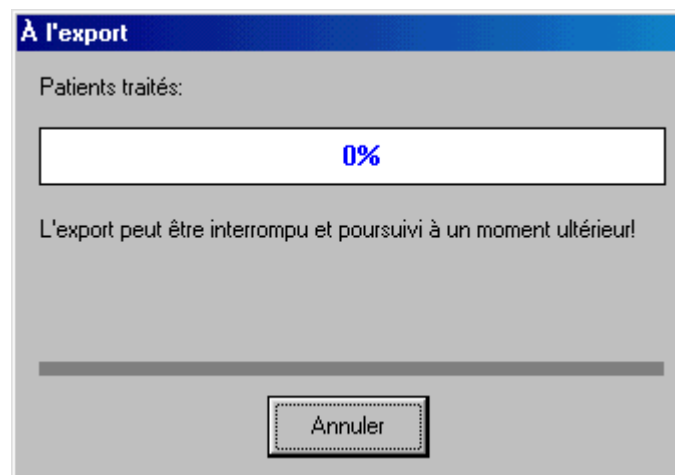 À l'export
Patients traités:
0%
L'export peut être interrompu et poursuivi à un moment ultérieur!
Annuler